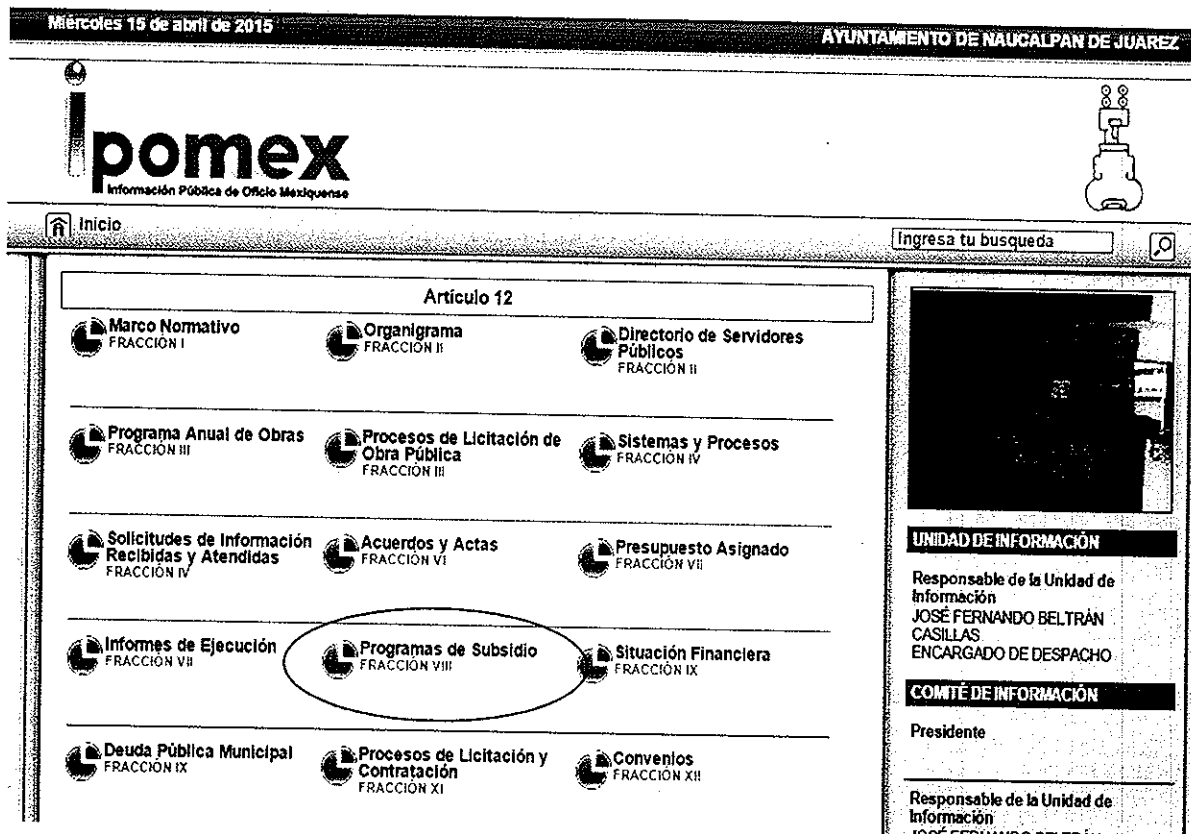 Miércoles 15 de abril de 2015
AYUNTAMIENTO DE NAUCALPAN DE JUAREZ
ipomex
Información Pública de Oficio Mexiquense
Inicio
Ingresa tu busqueda
Artículo 12
Marco Normativo
FRACCIÓN I
Organigrama
FRACCIÓN II
Directorio de Servidores
Públicos
FRACCIÓN II
Programa Anual de Obras
FRACCIÓN III
Procesos de Licitación de
Obra Pública
FRACCIÓN III
Sistemas y Procesos
FRACCIÓN IV
Solicitudes de Información
Recibidas y Atendidas
FRACCIÓN IV
Acuerdos y Actas
FRACCIÓN VI
Presupuesto Asignado
FRACCIÓN VII
Informes de Ejecución
FRACCIÓN VII
Programas de Subsidio
FRACCIÓN VIII
Situación Financiera
FRACCIÓN IX
Deuda Pública Municipal
FRACCIÓN IX
Procesos de Licitación y
Contratación
FRACCIÓN XI
Convenios
FRACCIÓN XII
UNIDAD DE INFORMACIÓN
Responsable de la Unidad de
Información
JOSÉ FERNANDO BELTRÁN
CASILLAS
ENCARGADO DE DESPACHO
COMITÉ DE INFORMACIÓN
Presidente
Responsable de la Unidad de
Información
JOSÉ FERNANDO BELTRÁN